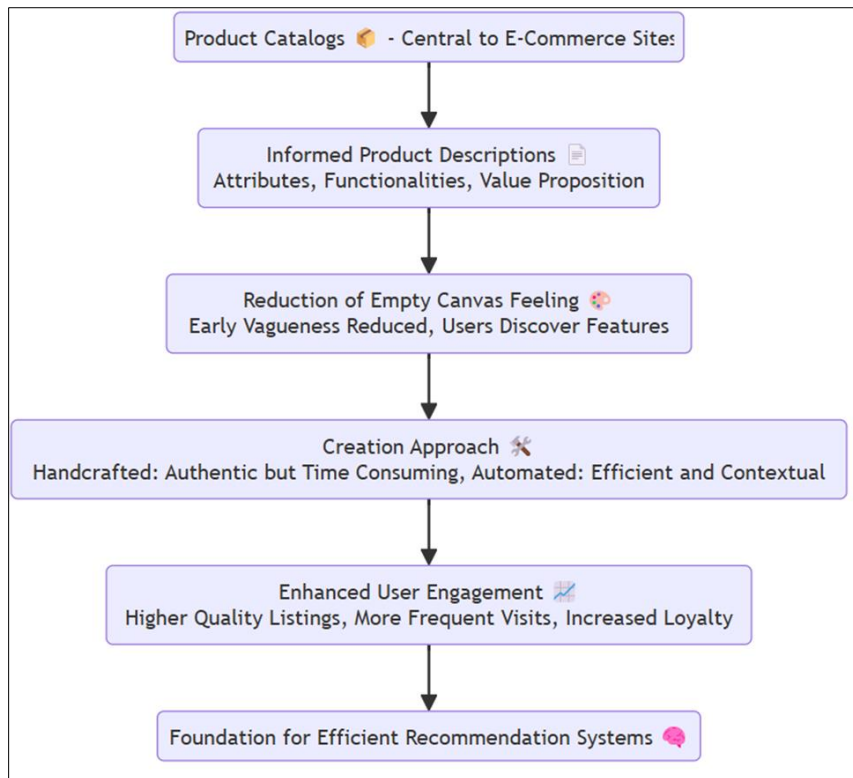 Product Catalogs 📦 - Central to E-Commerce Sites
Informed Product Descriptions 📄
Attributes, Functionalities, Value Proposition
Reduction of Empty Canvas Feeling 🎨
Early Vagueness Reduced, Users Discover Features
Creation Approach 🛠️
Handcrafted: Authentic but Time Consuming, Automated: Efficient and Contextual
Enhanced User Engagement 📈
Higher Quality Listings, More Frequent Visits, Increased Loyalty
Foundation for Efficient Recommendation Systems 🧠